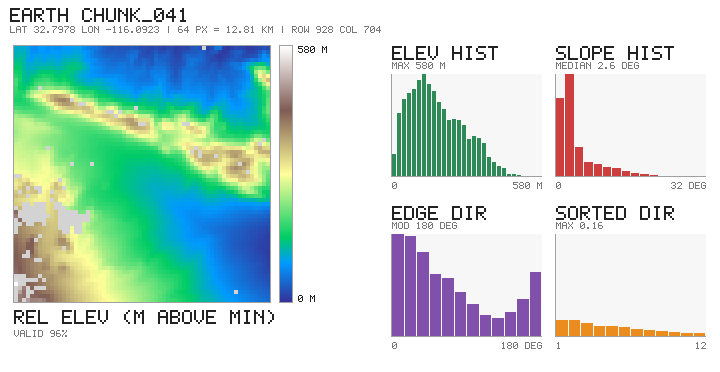 EARTH CHUNK_041
LAT 32.7978 LON -116.0923 | 64 PX = 12.81 KM | ROW 928 COL 704
580 M
0 M
REL ELEV (M ABOVE MIN)
VALID 96%
ELEV HIST
MAX 580 M
0 580 M
SLOPE HIST
MEDIAN 2.6 DEG
0 32 DEG
EDGE DIR
MOD 180 DEG
0 180 DEG
SORTED DIR
MAX 0.16
1 12